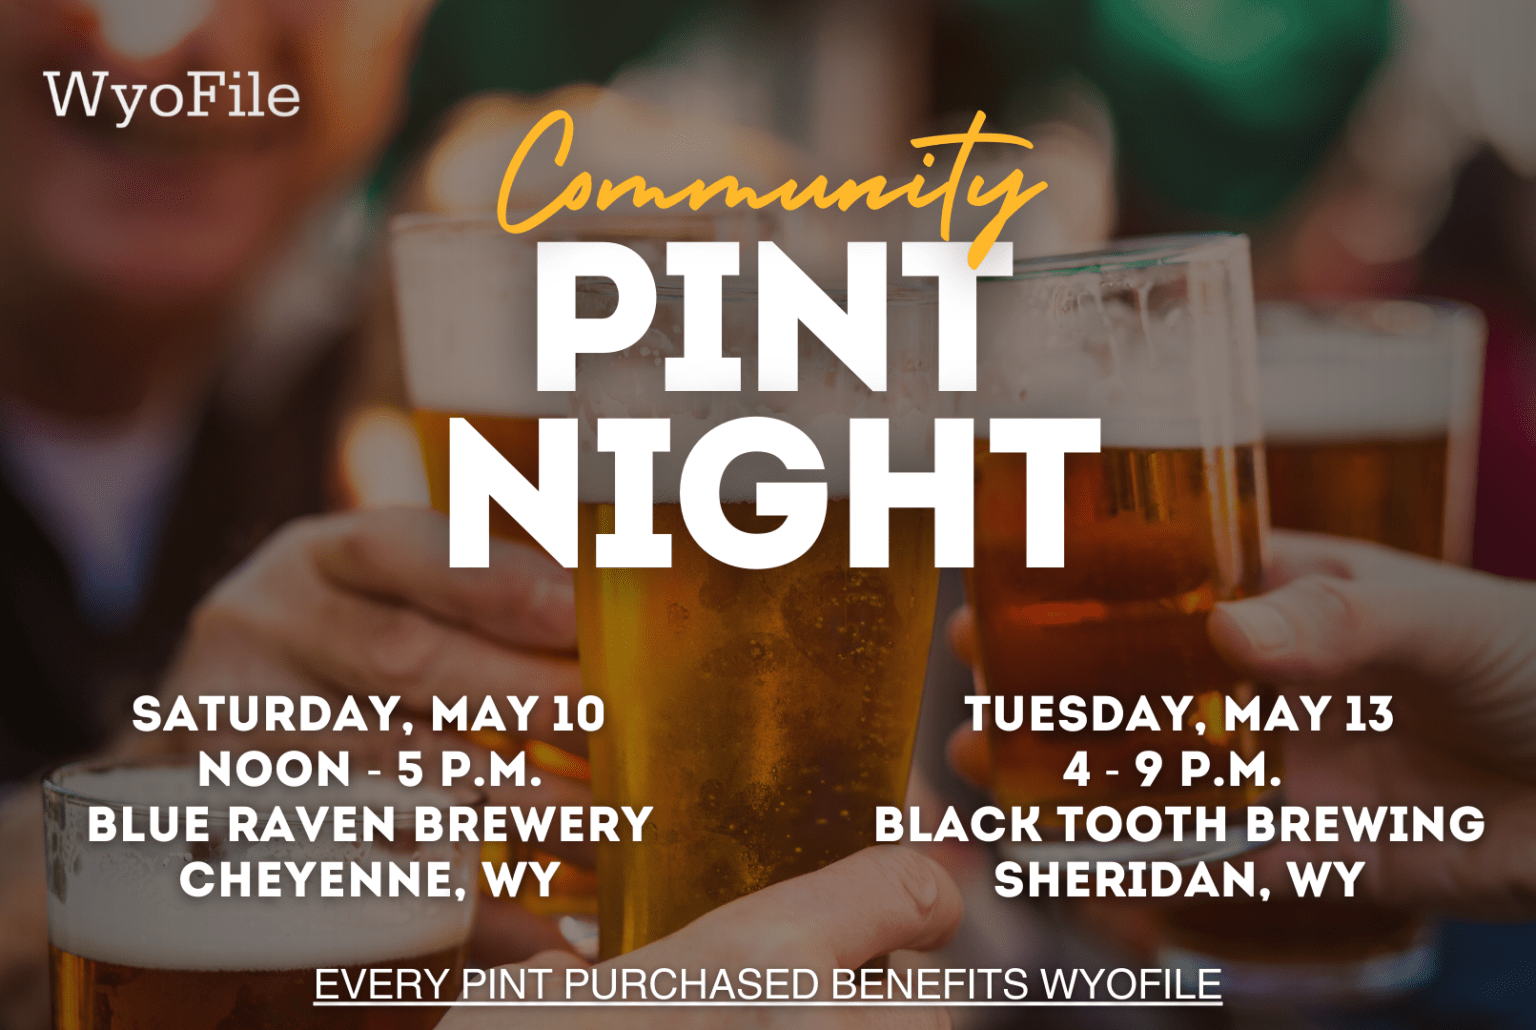 WyoFile
Community
PINT
NIGHT
SATURDAY, MAY 10
NOON - 5 P.M.
BLUE RAVEN BREWERY
CHEYENNE, WY
TUESDAY, MAY 13
4 - 9 P.M.
BLACK TOOTH BREWING
SHERIDAN, WY
EVERY PINT PURCHASED BENEFITS WYOFILE